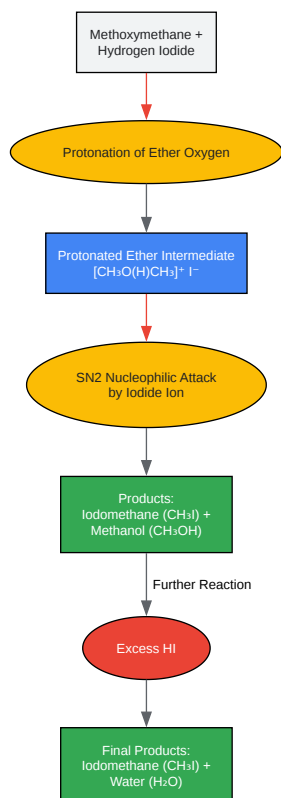 Methoxymethane +
Hydrogen Iodide
Protonation of Ether Oxygen
Protonated Ether Intermediate
[CH₃O(H)CH₃]⁺ I⁻
SN2 Nucleophilic Attack
by Iodide Ion
Products:
Iodomethane (CH₃I) +
Methanol (CH₃OH)
Further Reaction
Excess HI
Final Products:
Iodomethane (CH₃I) +
Water (H₂O)